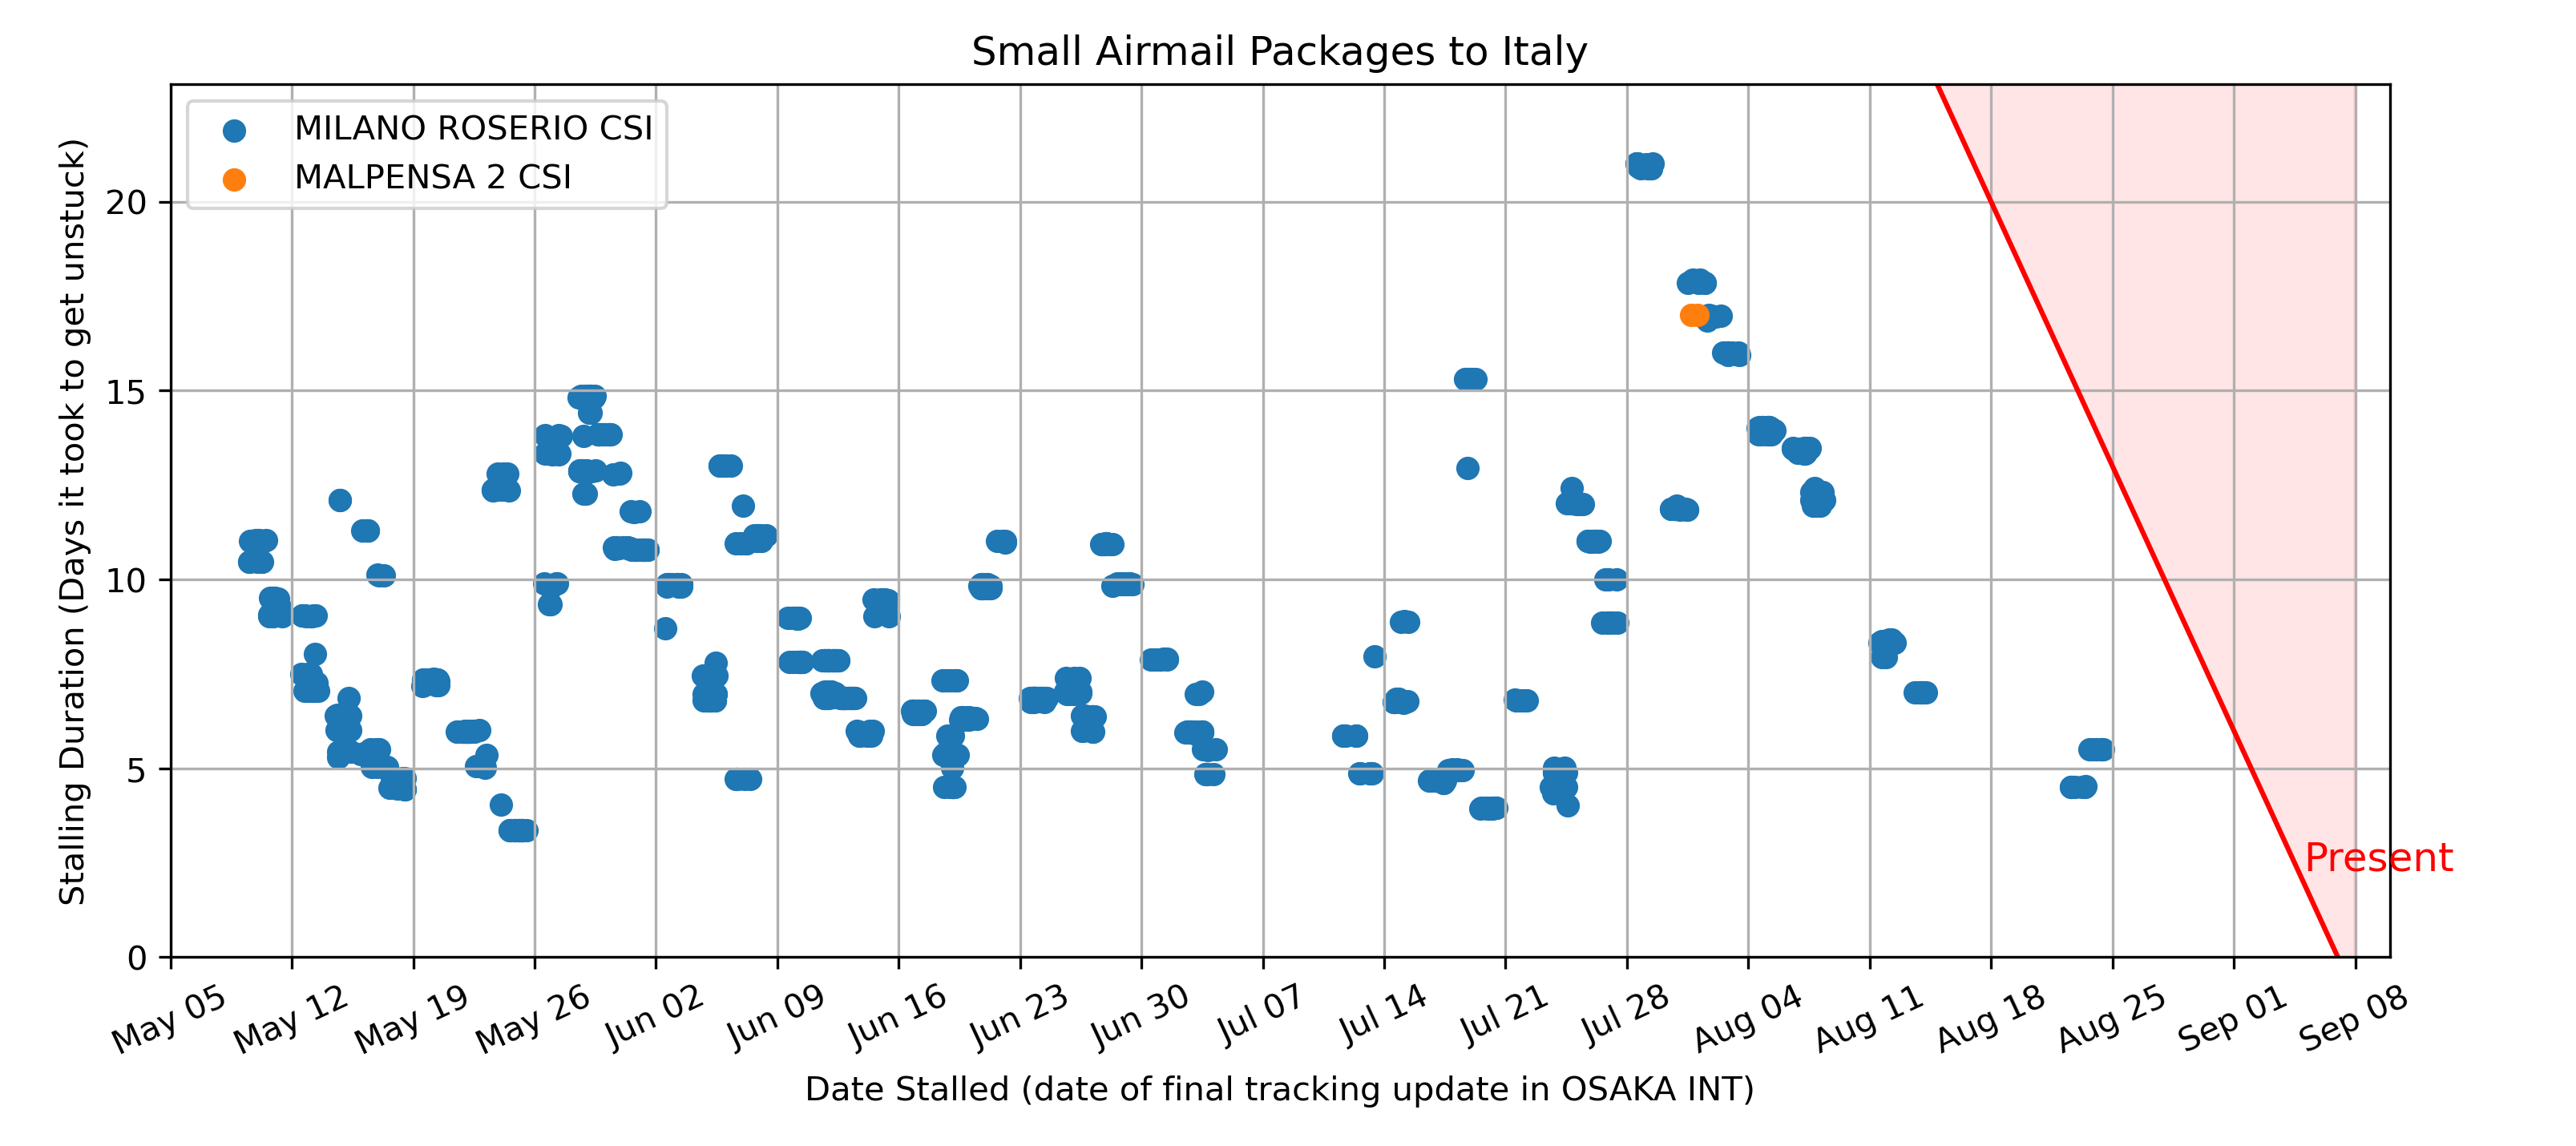 Small Airmail Packages to Italy
MILANO ROSERIO CSI
MALPENSA 2 CSI
Stalling Duration (Days it took to get unstuck)
20
15
10
5
0
Present
May 05
May 12
May 19
May 26
Jun 02
Jun 09
Jun 16
Jun 23
Jun 30
Jul 07
Jul 14
Jul 21
Jul 28
Aug 04
Aug 11
Aug 18
Aug 25
Sep 01
Sep 08
Date Stalled (date of final tracking update in OSAKA INT)